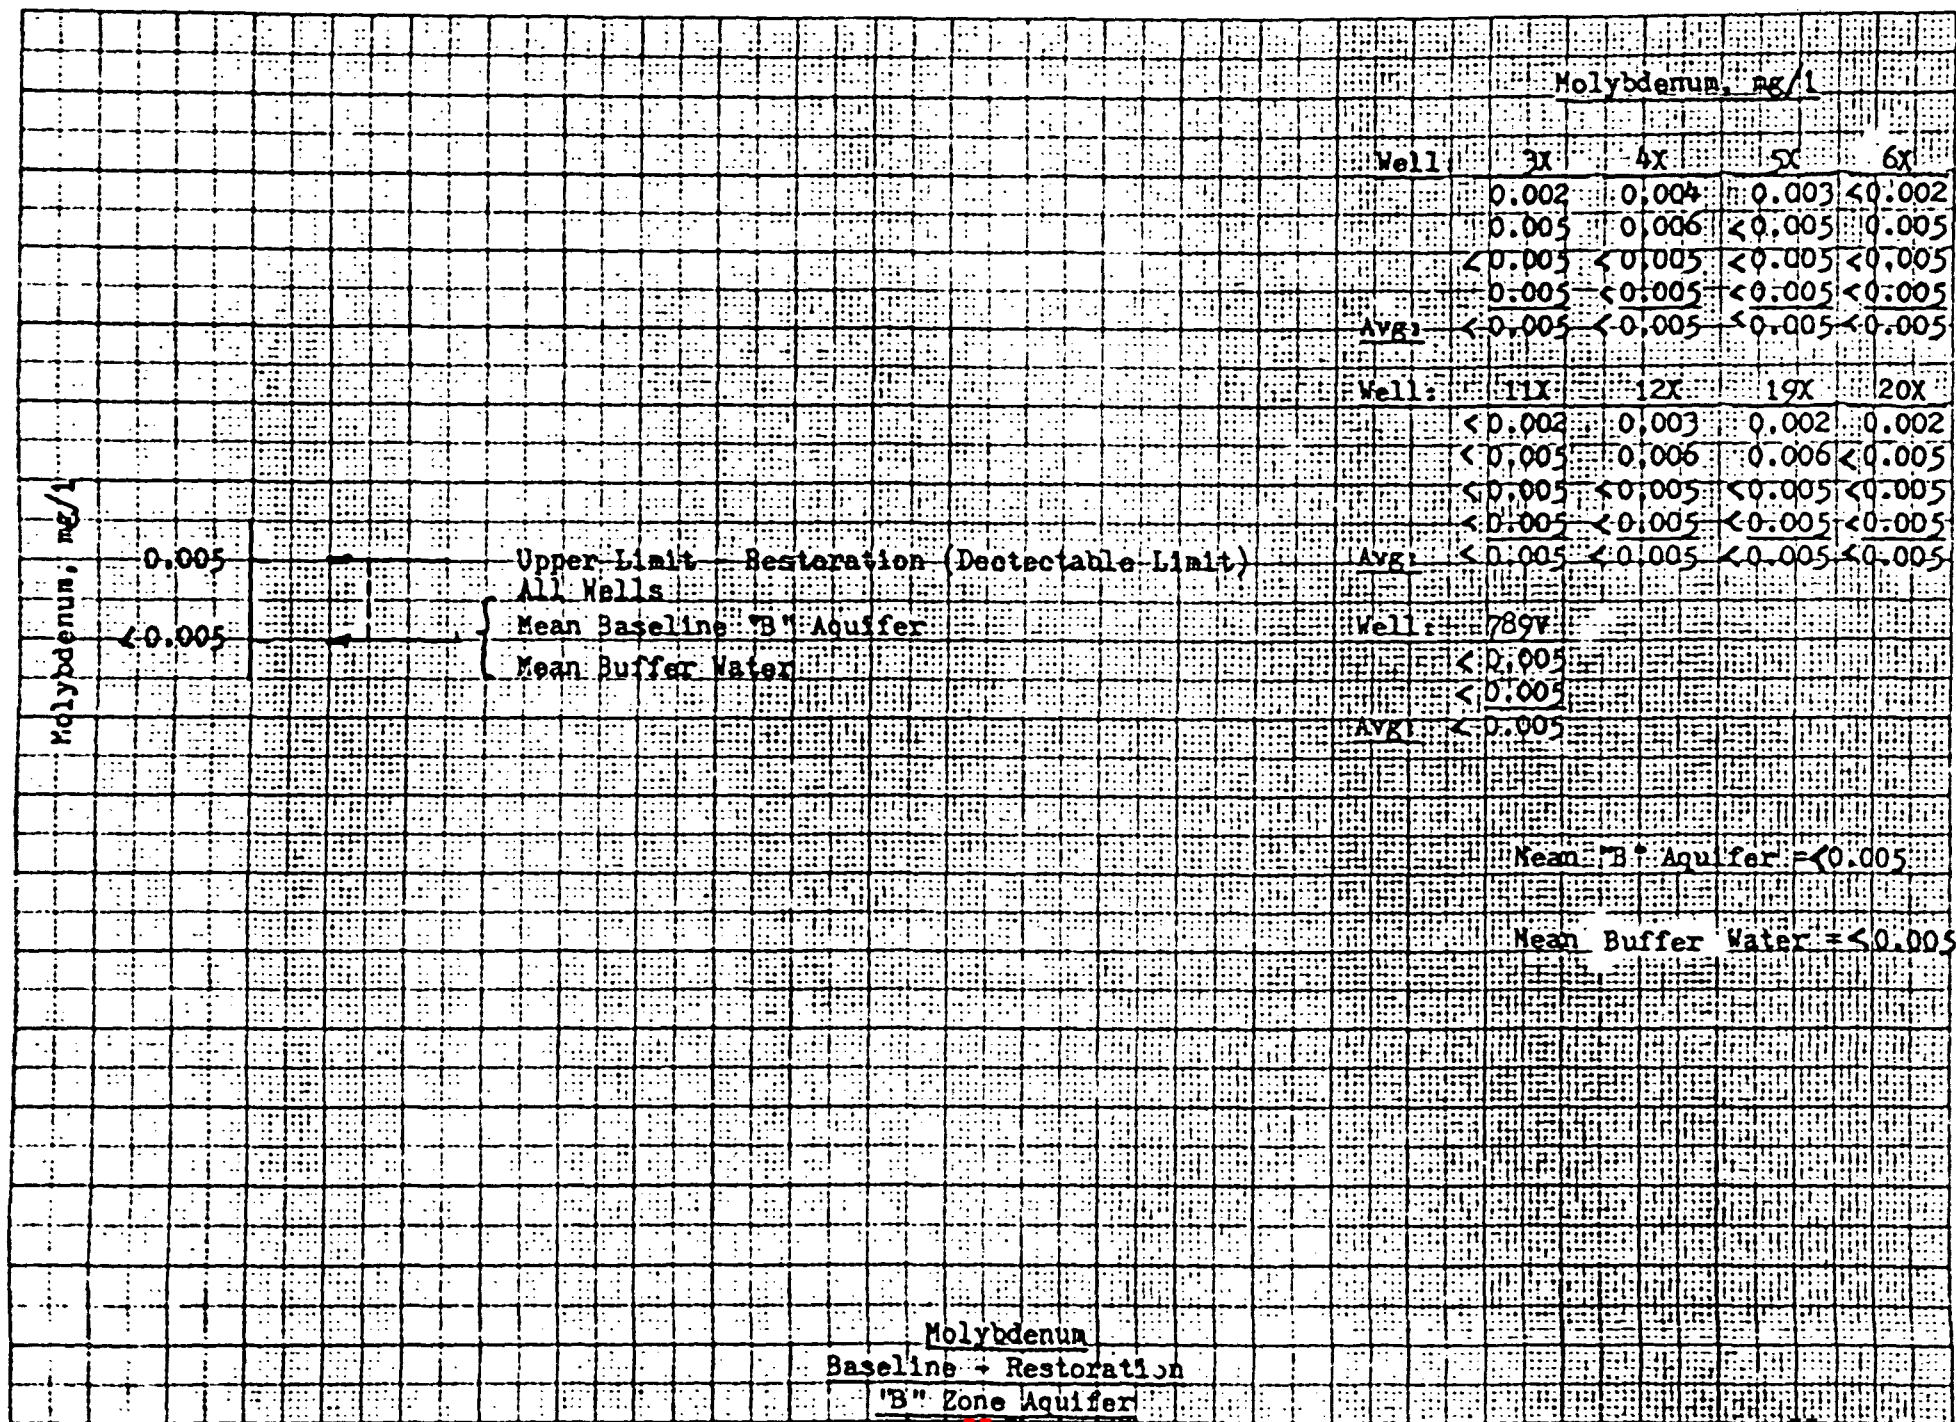 Molybdenum, mg/l
Well: 3X 4X 5X 6X
0.002 0.004 0.003 <0.002
0.005 0.006 <0.005 0.005
<0.005 <0.005 <0.005 <0.005
0.005 <0.005 <0.005 <0.005
Avg: <0.005 <0.005 <0.005 <0.005
Well: 11X 12X 19X 20X
<0.002 0.003 0.002 0.002
<0.005 0.006 0.006 <0.005
<0.005 <0.005 <0.005 <0.005
<0.005 <0.005 <0.005 <0.005
Avg: <0.005 <0.005 <0.005 <0.005
Well: 789V
<0.005
<0.005
Avg: <0.005
Mean "B" Aquifer =<0.005
Mean Buffer Water =<0.005
Molybdenum, mg/l
0.005
<0.005
Upper Limit - Restoration (Dectectable Limit)
All Wells
Mean Baseline "B" Aquifer
Mean Buffer Water
Molybdenum
Baseline + Restoration
"B" Zone Aquifer